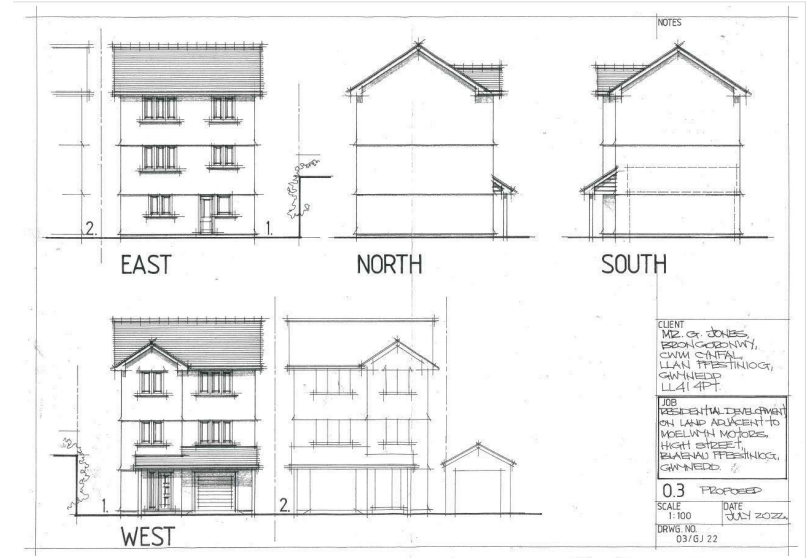 NOTES
2.
1.
EAST
NORTH
SOUTH
1.
2.
WEST
CLIENT
MR. G. JONES,
BRONGORONWY,
CWM CYNFAL,
LLAN FFESTINIOG,
GWYNEDD
LL41 4PT.
JOB
RESIDENTIAL DEVELOPMENT
ON LAND ADJACENT TO
MOELWYN MOTORS,
HIGH STREET,
BLAENAU FFESTINIOG,
GWYNEDD.
0.3 PROPOSED
SCALE DATE
1:100 JULY 2022.
DRWG. NO.
03/GJ 22